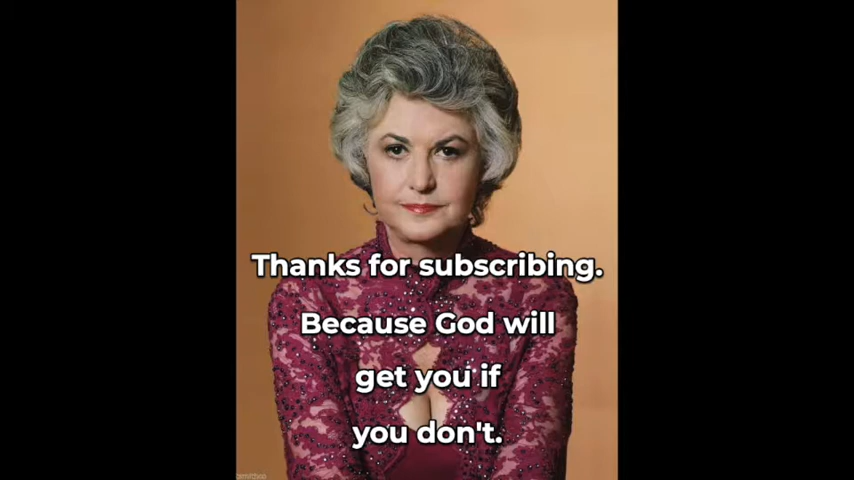 Thanks for subscribing.
Because God will
get you if
you don't.